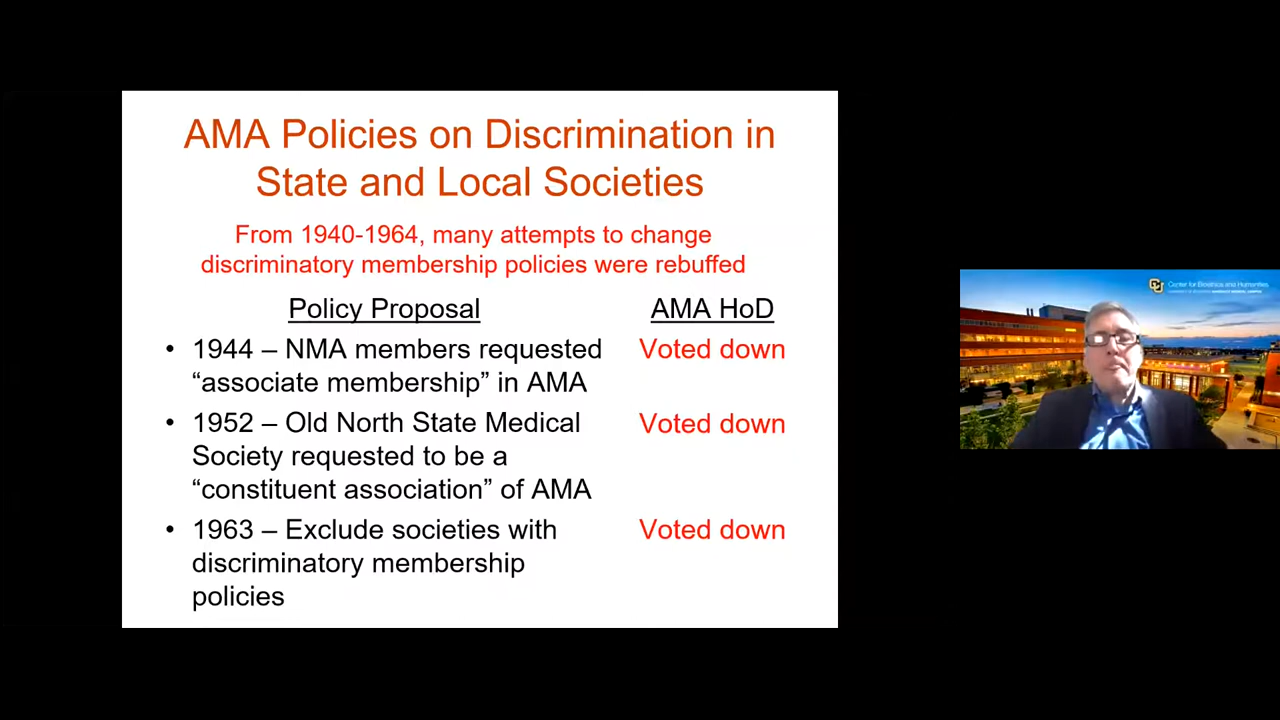 AMA Policies on Discrimination in
State and Local Societies
From 1940-1964, many attempts to change
discriminatory membership policies were rebuffed
Policy Proposal AMA HoD
• 1944 – NMA members requested Voted down
“associate membership” in AMA
• 1952 – Old North State Medical Voted down
Society requested to be a
“constituent association” of AMA
• 1963 – Exclude societies with Voted down
discriminatory membership
policies
CU
Center for Bioethics and Humanities